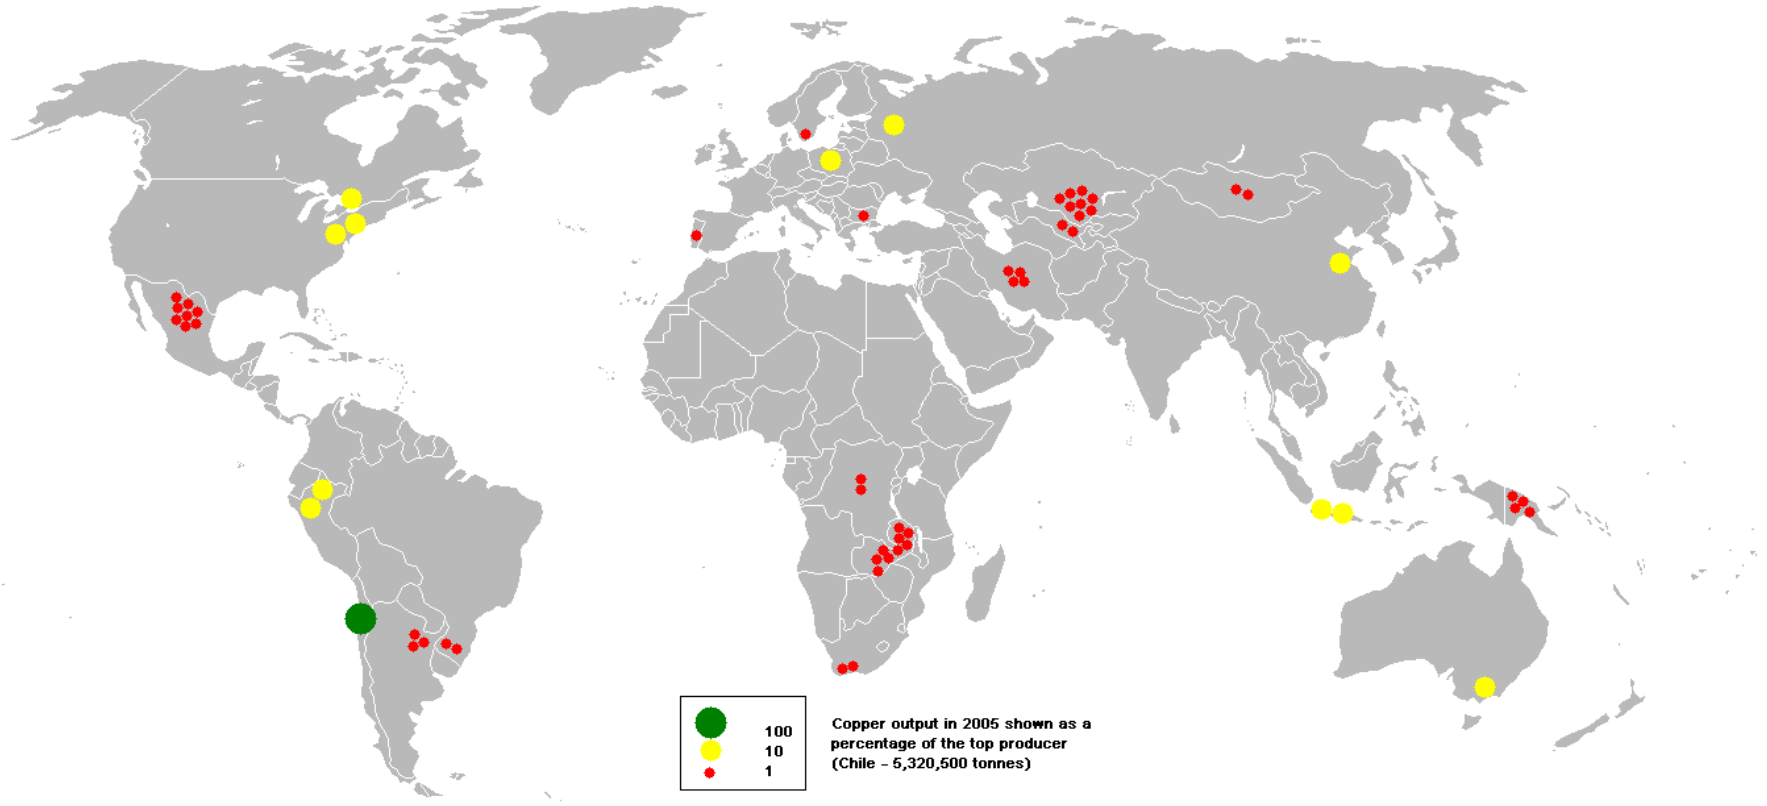 100
10
1
Copper output in 2005 shown as a
percentage of the top producer
(Chile - 5,320,500 tonnes)